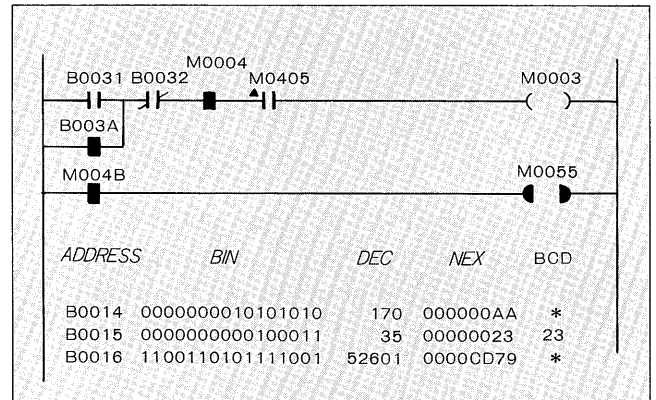 M0004
B0031 B0032 M0405 M0003
B003A
M004B M0055
ADDRESS BIN DEC NEX BCD
B0014 0000000010101010 170 000000AA *
B0015 0000000000100011 35 00000023 23
B0016 1100110101111001 52601 0000CD79 *